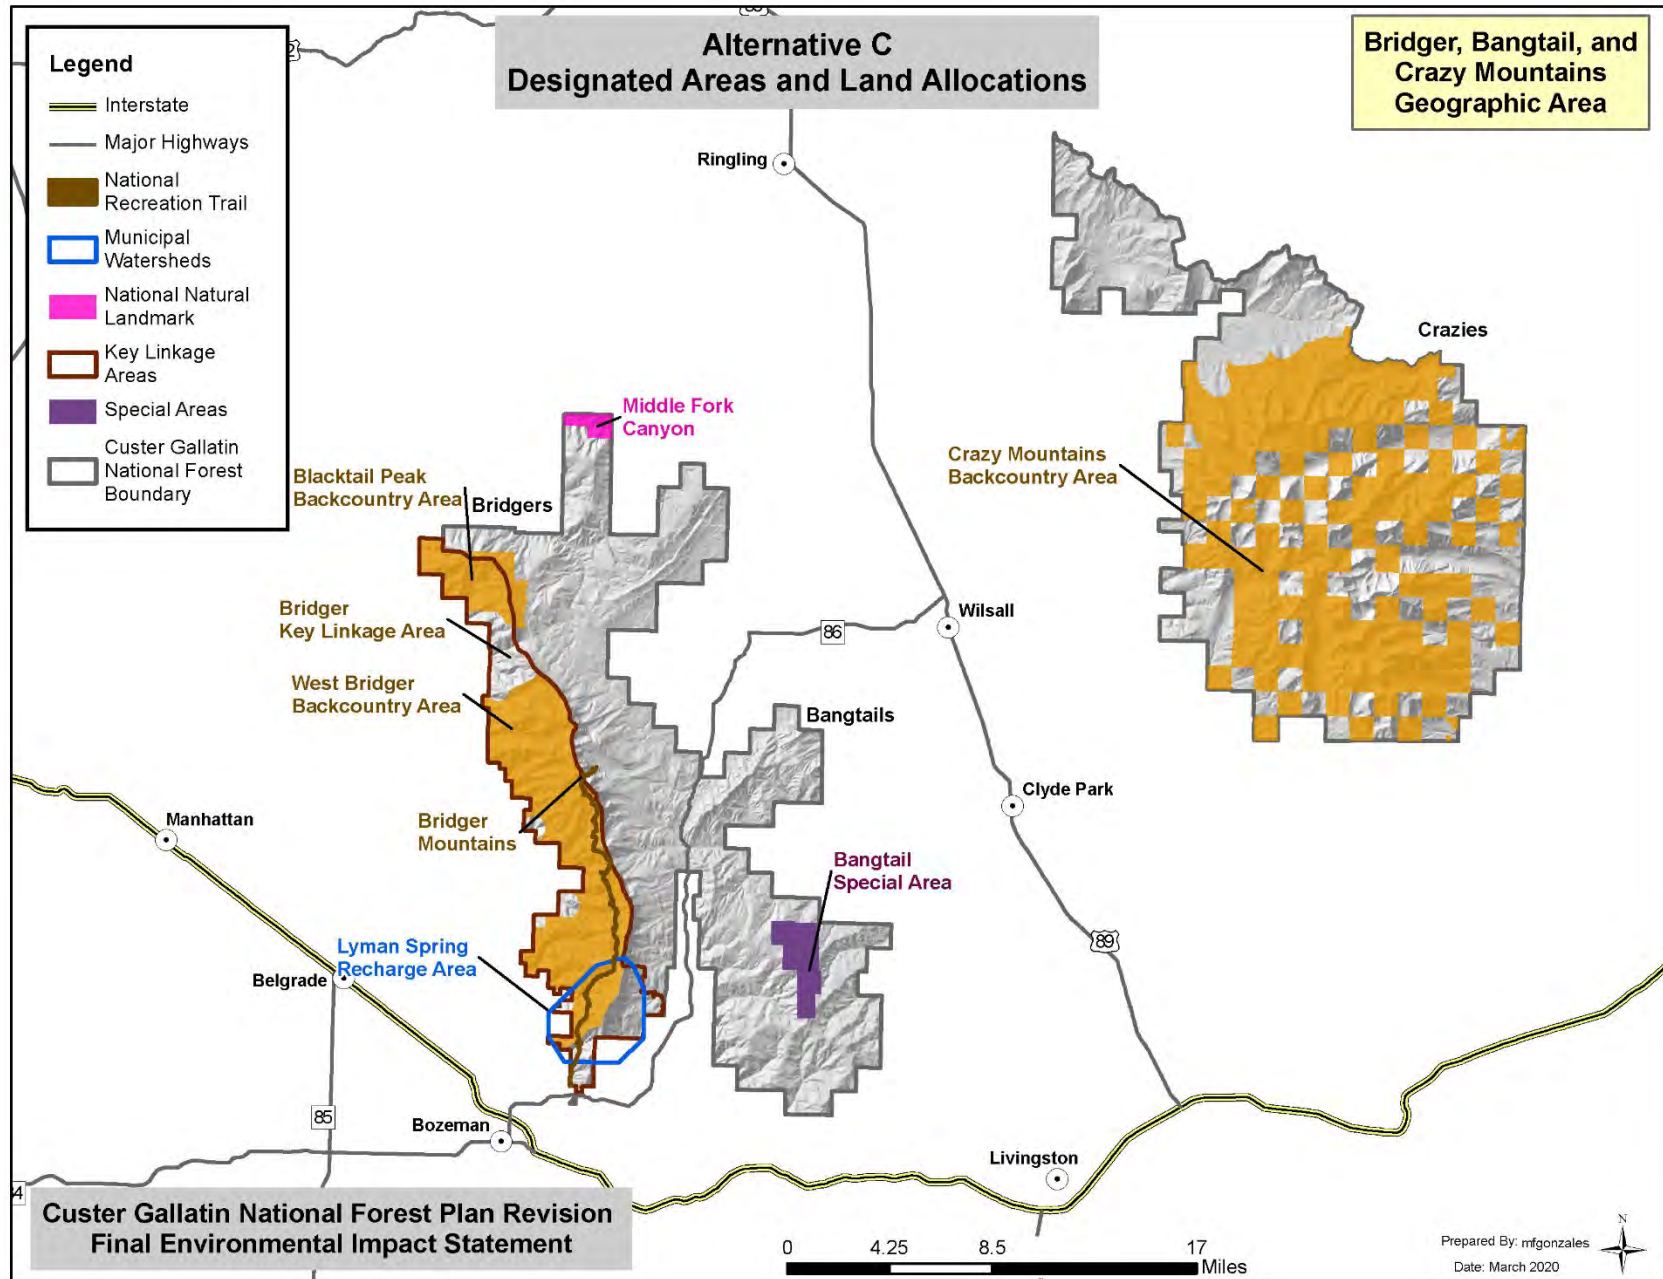 Alternative C
Designated Areas and Land Allocations
Bridger, Bangtail, and
Crazy Mountains
Geographic Area
Legend
Interstate
Major Highways
National
Recreation Trail
Municipal
Watersheds
National Natural
Landmark
Key Linkage
Areas
Special Areas
Custer Gallatin
National Forest
Boundary
Ringling
Crazies
Middle Fork
Canyon
Crazy Mountains
Backcountry Area
Blacktail Peak
Backcountry Area
Bridgers
Bridger
Key Linkage Area
86
Wilsall
West Bridger
Backcountry Area
Bangtails
Clyde Park
Manhattan
Bridger
Mountains
Bangtail
Special Area
Lyman Spring
Recharge Area
89
Belgrade
85
Bozeman
Livingston
Custer Gallatin National Forest Plan Revision
Final Environmental Impact Statement
0 4.25 8.5 17
Miles
N
Prepared By: mfgonzales
Date: March 2020